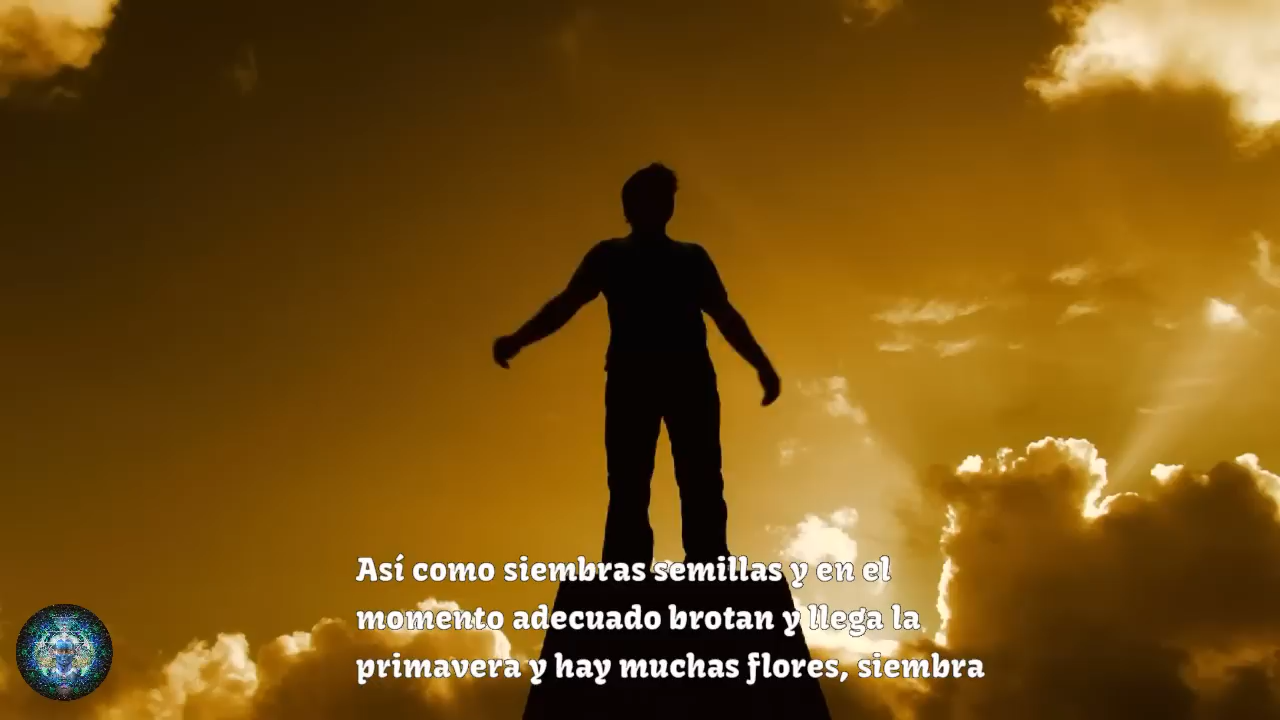 Así como siembras semillas y en el
momento adecuado brotan y llega la
primavera y hay muchas flores, siembra